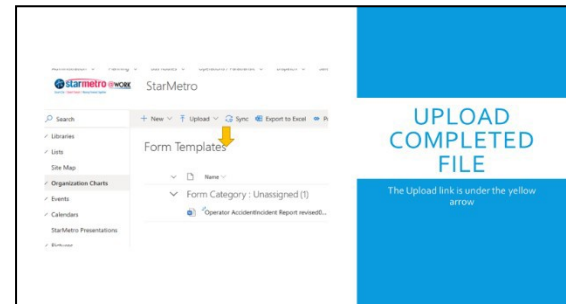 starmetro @WORK StarMetro
Search
+ New Upload Sync Export to Excel
Libraries
Lists
Form Templates
Site Map
Name
Organization Charts
Form Category : Unassigned (1)
Events
Operator AccidentIncident Report revised0...
Calendars
StarMetro Presentations
Pictures
UPLOAD
COMPLETED
FILE
The Upload link is under the yellow
arrow